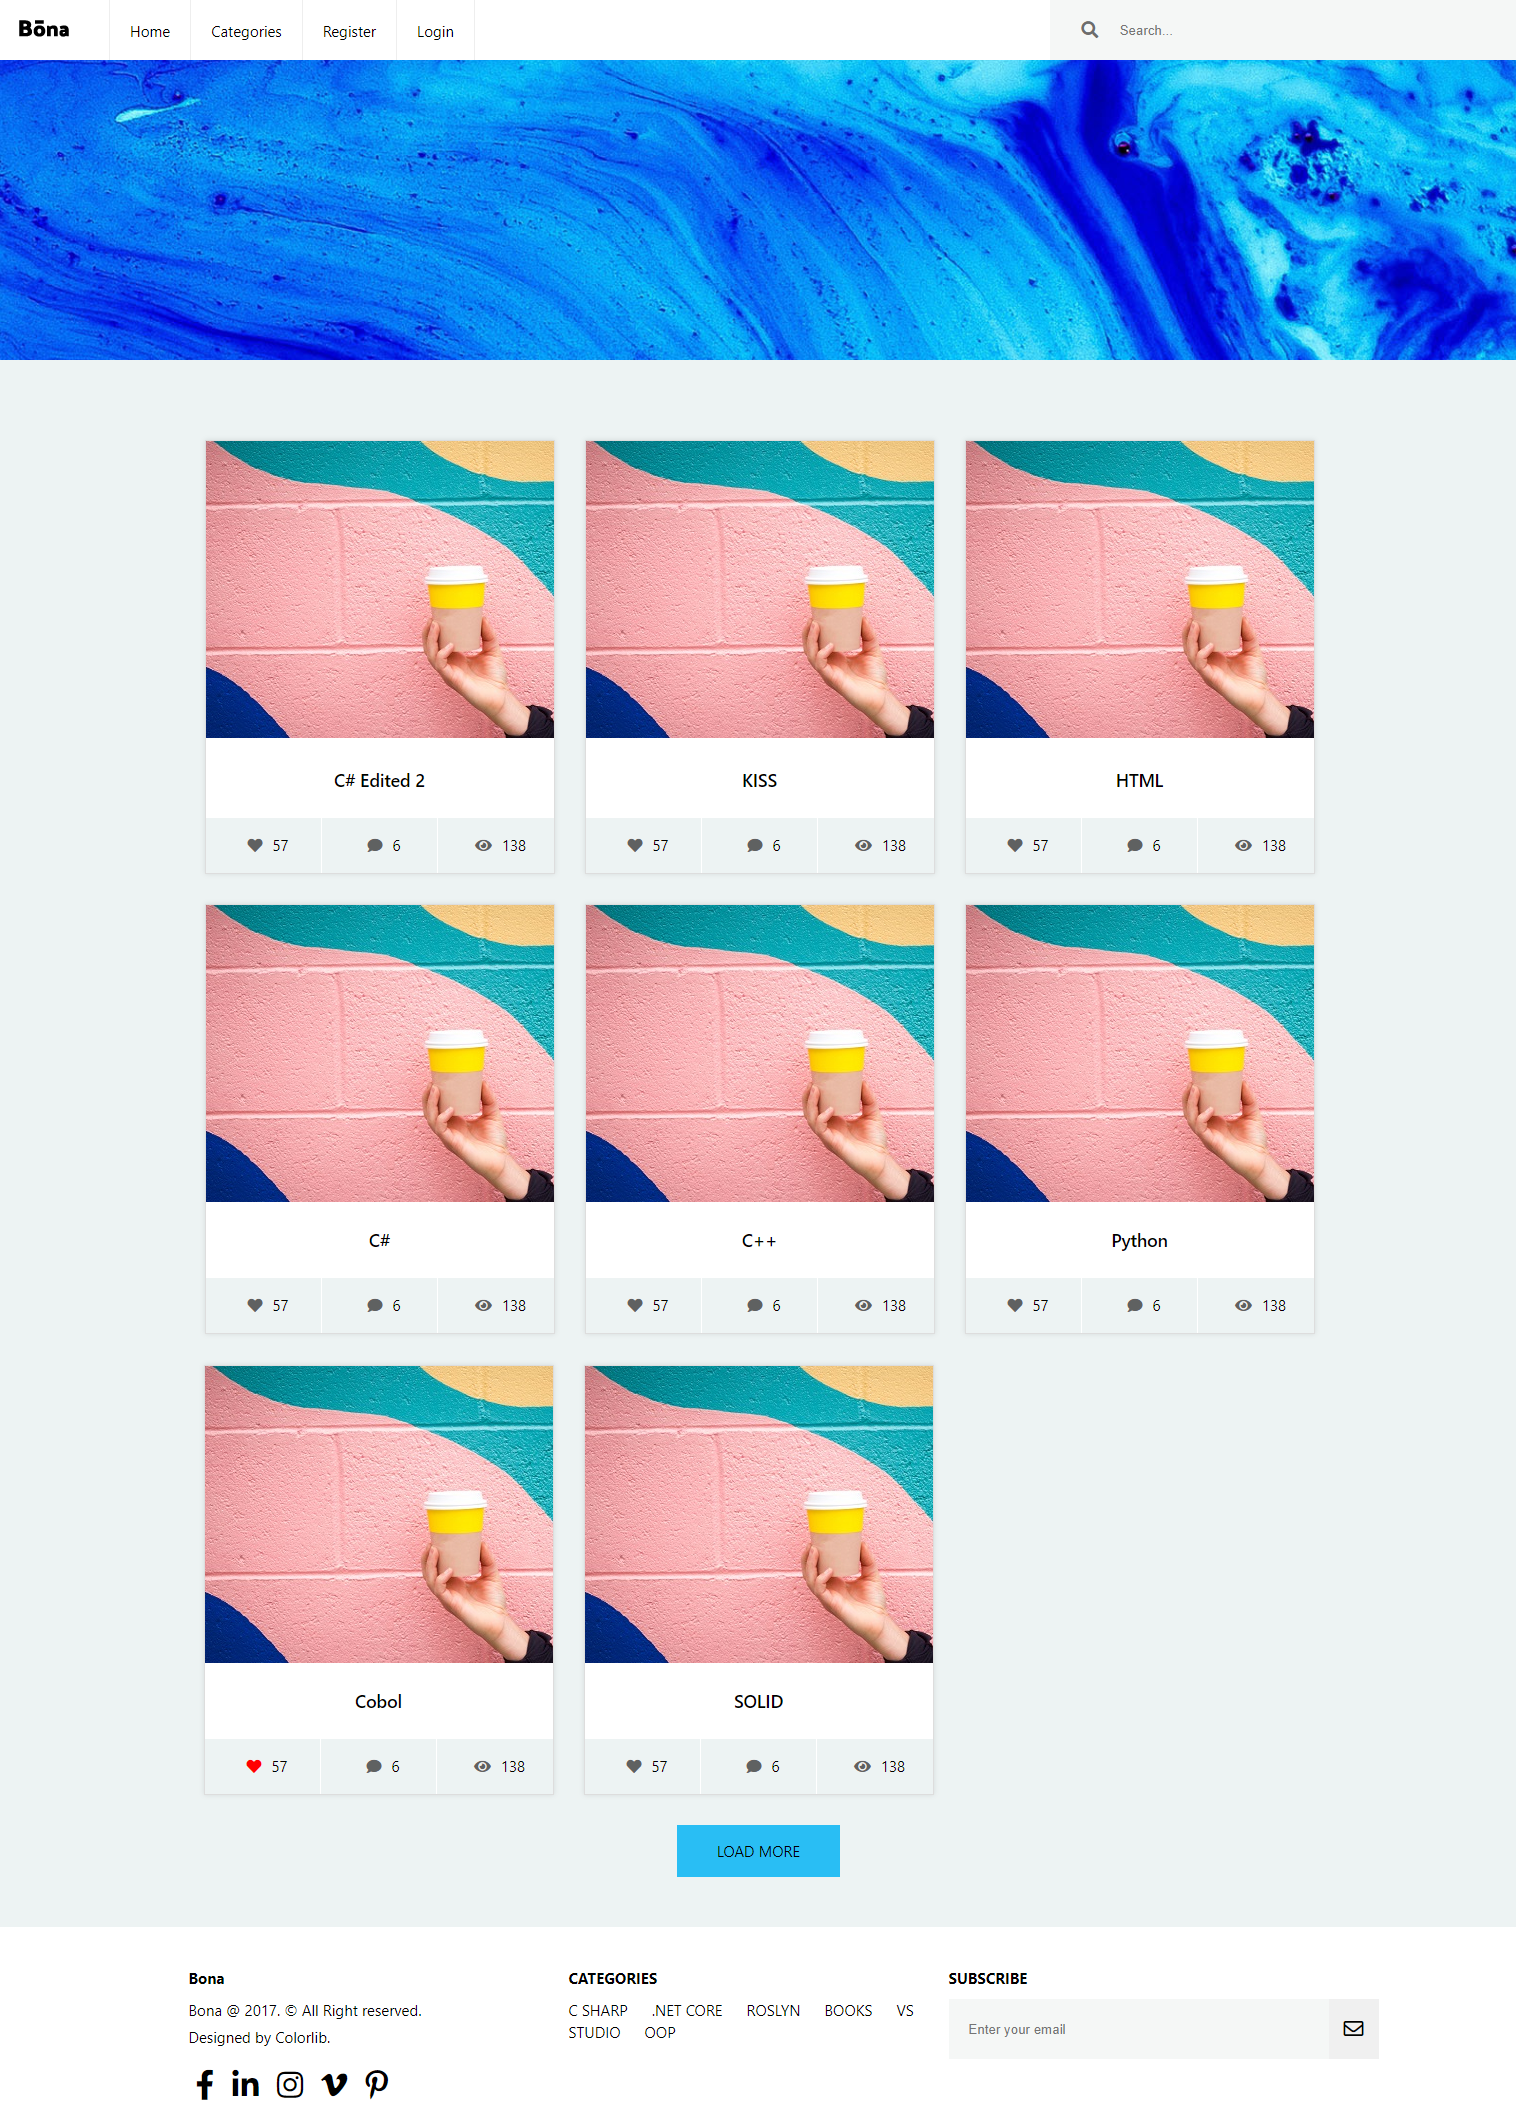 Bōna
Home Categories Register Login Search...
C# Edited 2 KISS HTML
57 6 138 57 6 138 57 6 138
C# C++ Python
57 6 138 57 6 138 57 6 138
Cobol SOLID
57 6 138 57 6 138
LOAD MORE
Bona
Bona @ 2017. © All Right reserved.
Designed by Colorlib.
CATEGORIES
C SHARP .NET CORE ROSLYN BOOKS VS
STUDIO OOP
SUBSCRIBE
Enter your email